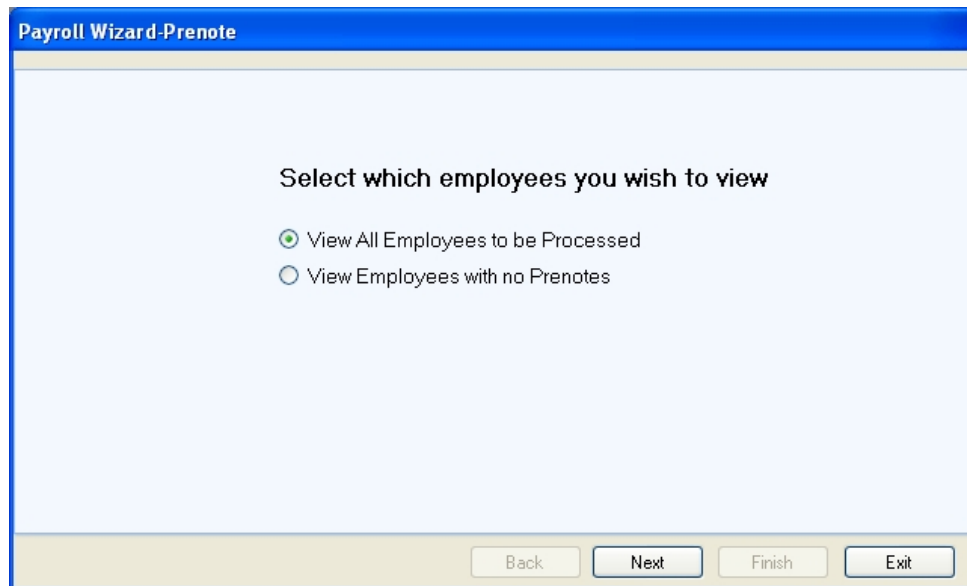 Payroll Wizard-Prenote
Select which employees you wish to view
View All Employees to be Processed
View Employees with no Prenotes
Back Next Finish Exit